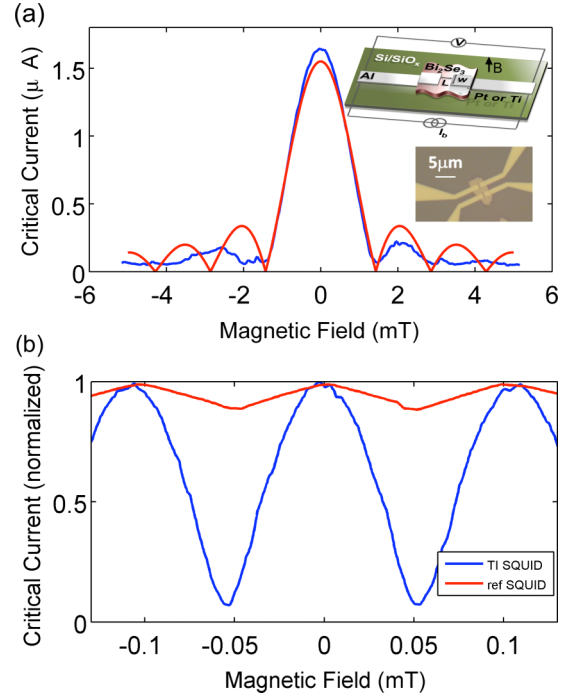 (a)
Critical Current (μ A)
1.5
1
0.5
0
-6
-4
-2
0
2
4
6
Magnetic Field (mT)
V
Si/SiOₓ
B
Bi₂Se₃
Al
L
w
Pt or Ti
I_b
5μm
(b)
Critical Current (normalized)
1
0.5
0
-0.1
-0.05
0
0.05
0.1
Magnetic Field (mT)
TI SQUID
ref SQUID